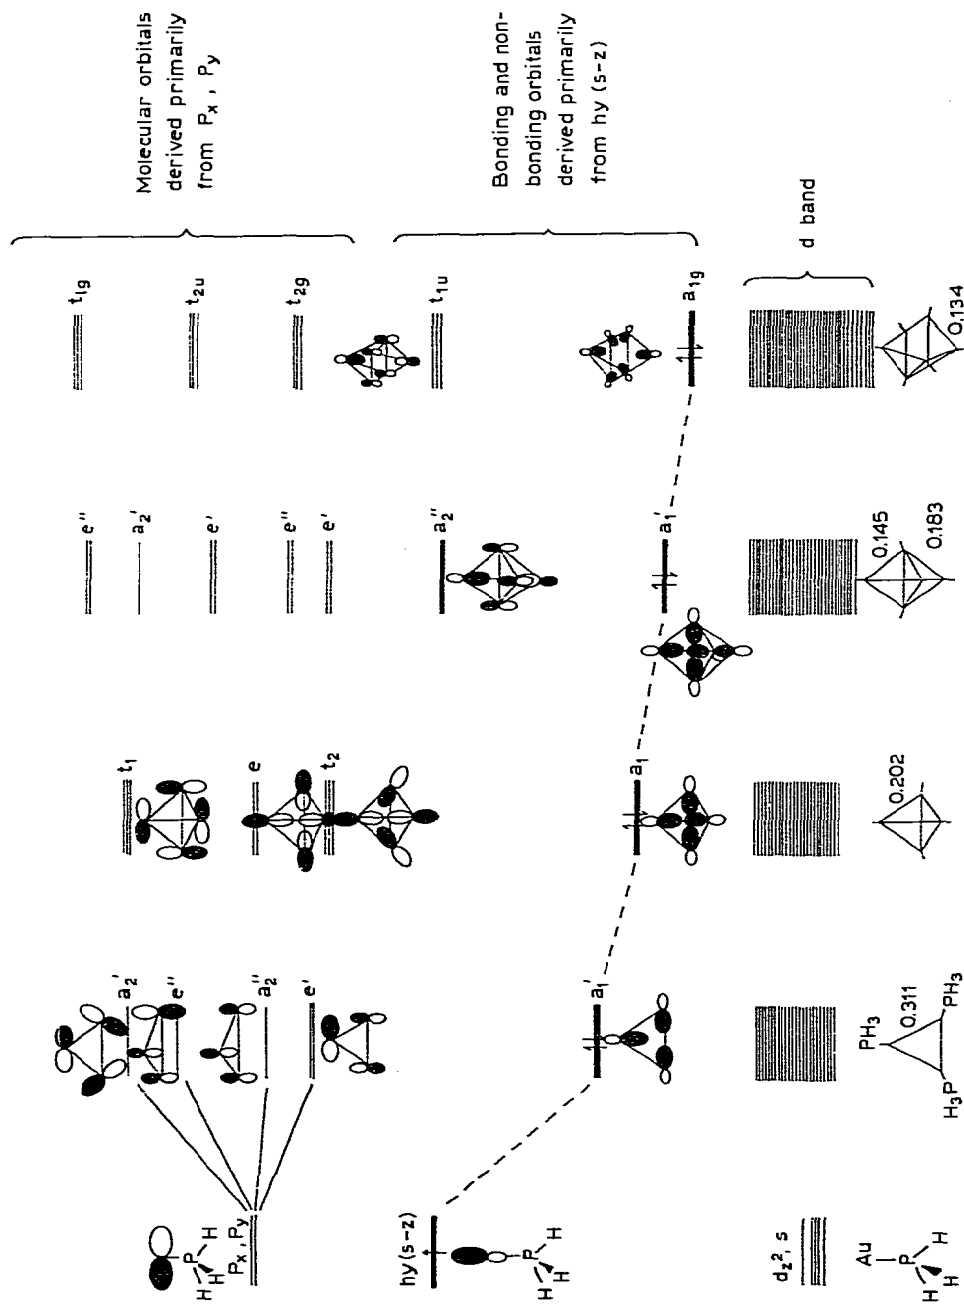 Molecular orbitals
derived primarily
from Px , Py
Bonding and non-
bonding orbitals
derived primarily
from hy (s-z)
d band
t1g
t2u
t2g
t1u
a1g
0.134
e''
a2'
e'
e''
e'
a2''
a1'
0.145
0.183
t1
e
t2
a1
0.202
a2'
e''
a2''
e'
a1'
PH3
0.311
H3P
PH3
P
H
H
H
Px, Py
hy (s-z)
P
H
H
H
dz2, s
Au
P
H
H
H